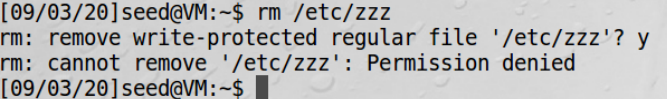 [09/03/20]seed@VM:~$ rm /etc/zzz
rm: remove write-protected regular file '/etc/zzz'? y
rm: cannot remove '/etc/zzz': Permission denied
[09/03/20]seed@VM:~$